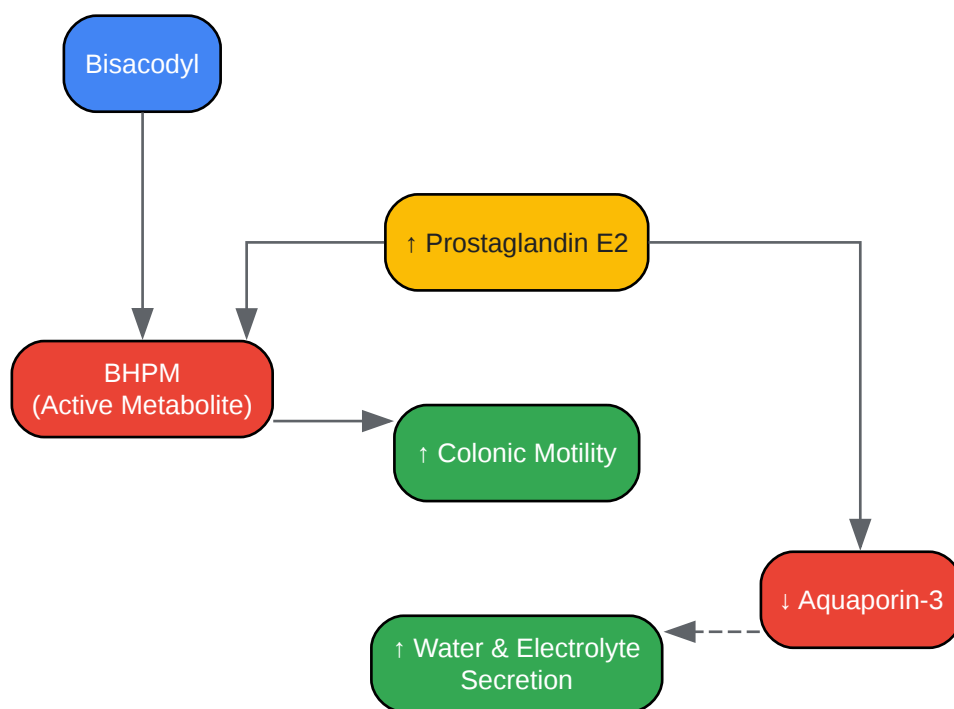 Bisacodyl
↑ Prostaglandin E2
BHPM
(Active Metabolite)
↑ Colonic Motility
↓ Aquaporin-3
↑ Water & Electrolyte
Secretion